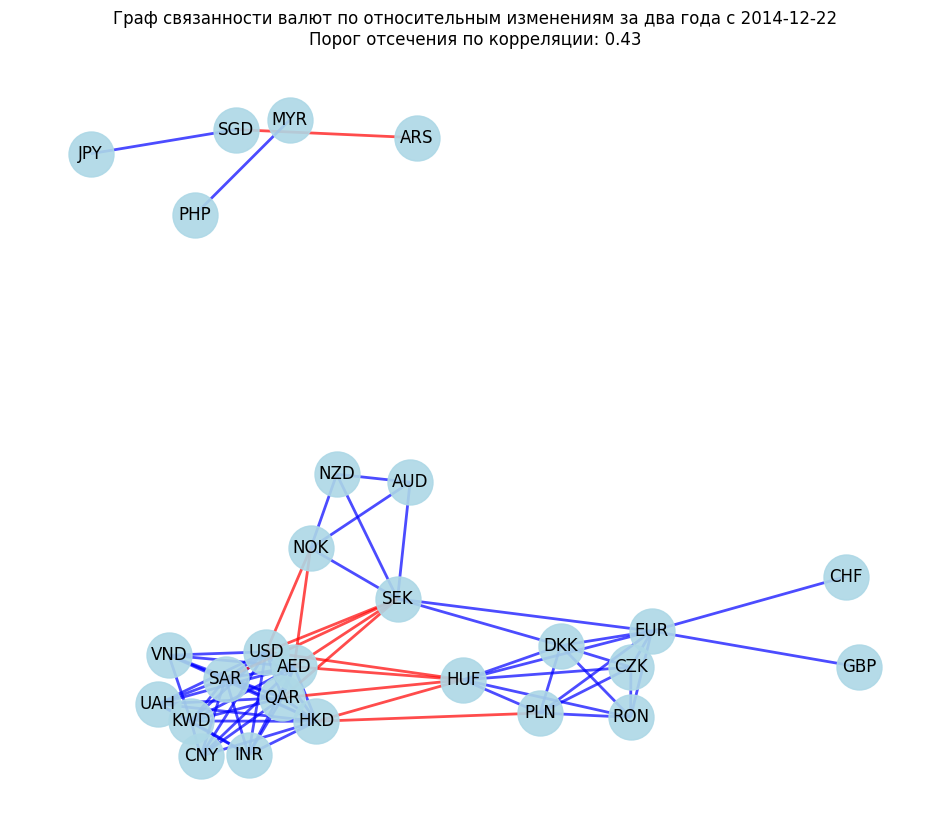 Граф связанности валют по относительным изменениям за два года с 2014-12-22
Порог отсечения по корреляции: 0.43
MYR
SGD
ARS
JPY
PHP
NZD
AUD
NOK
CHF
SEK
EUR
DKK
USD
VND
AED
CZK
GBP
SAR
HUF
QAR
UAH
PLN
RON
KWD
HKD
INR
CNY